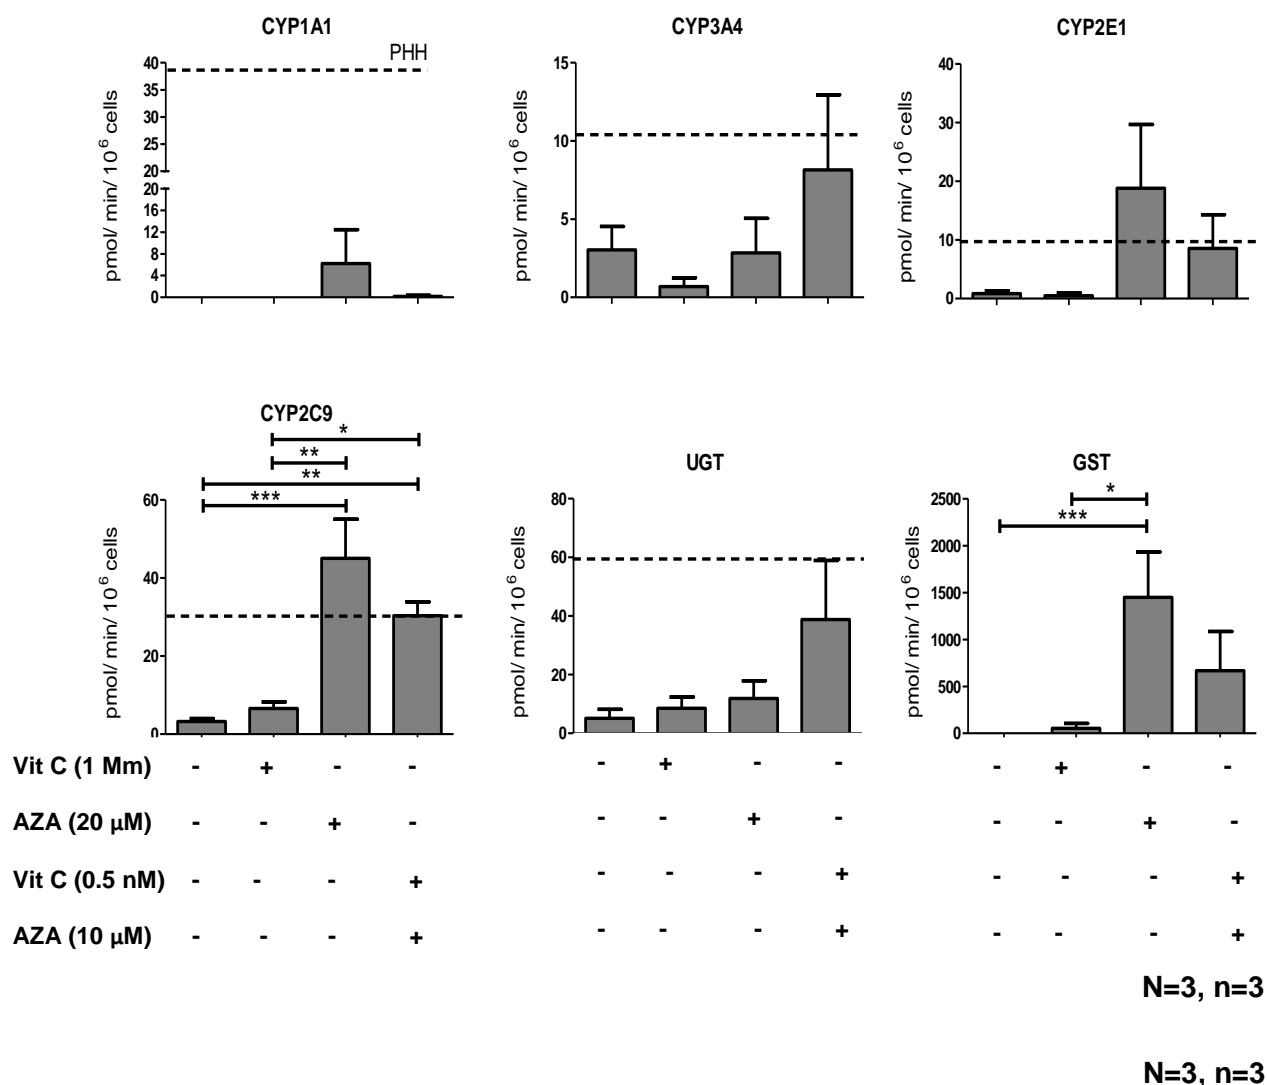 CYP1A1
CYP3A4
CYP2E1
PHH
pmol/ min/ 10^6 cells
40
35
30
25
20
20
16
12
8
4
0
pmol/ min/ 10^6 cells
15
10
5
0
pmol/ min/ 10^6 cells
40
30
20
10
0
CYP2C9
*
**
**
***
pmol/ min/ 10^6 cells
60
40
20
0
UGT
pmol/ min/ 10^6 cells
80
60
40
20
0
GST
*
***
pmol/ min/ 10^6 cells
2500
2000
1500
1000
500
0
Vit C (1 Mm) - + - - - + - - - + - -
AZA (20 µM) - - + - - - + - - - + -
Vit C (0.5 nM) - - - + - - - + - - - +
AZA (10 µM) - - - + - - - + - - - +
N=3, n=3
N=3, n=3